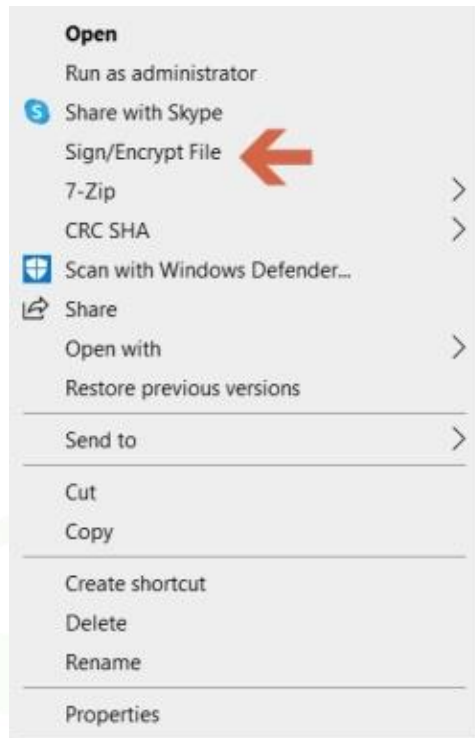 Open
Run as administrator
Share with Skype
Sign/Encrypt File
7-Zip
CRC SHA
Scan with Windows Defender...
Share
Open with
Restore previous versions
Send to
Cut
Copy
Create shortcut
Delete
Rename
Properties